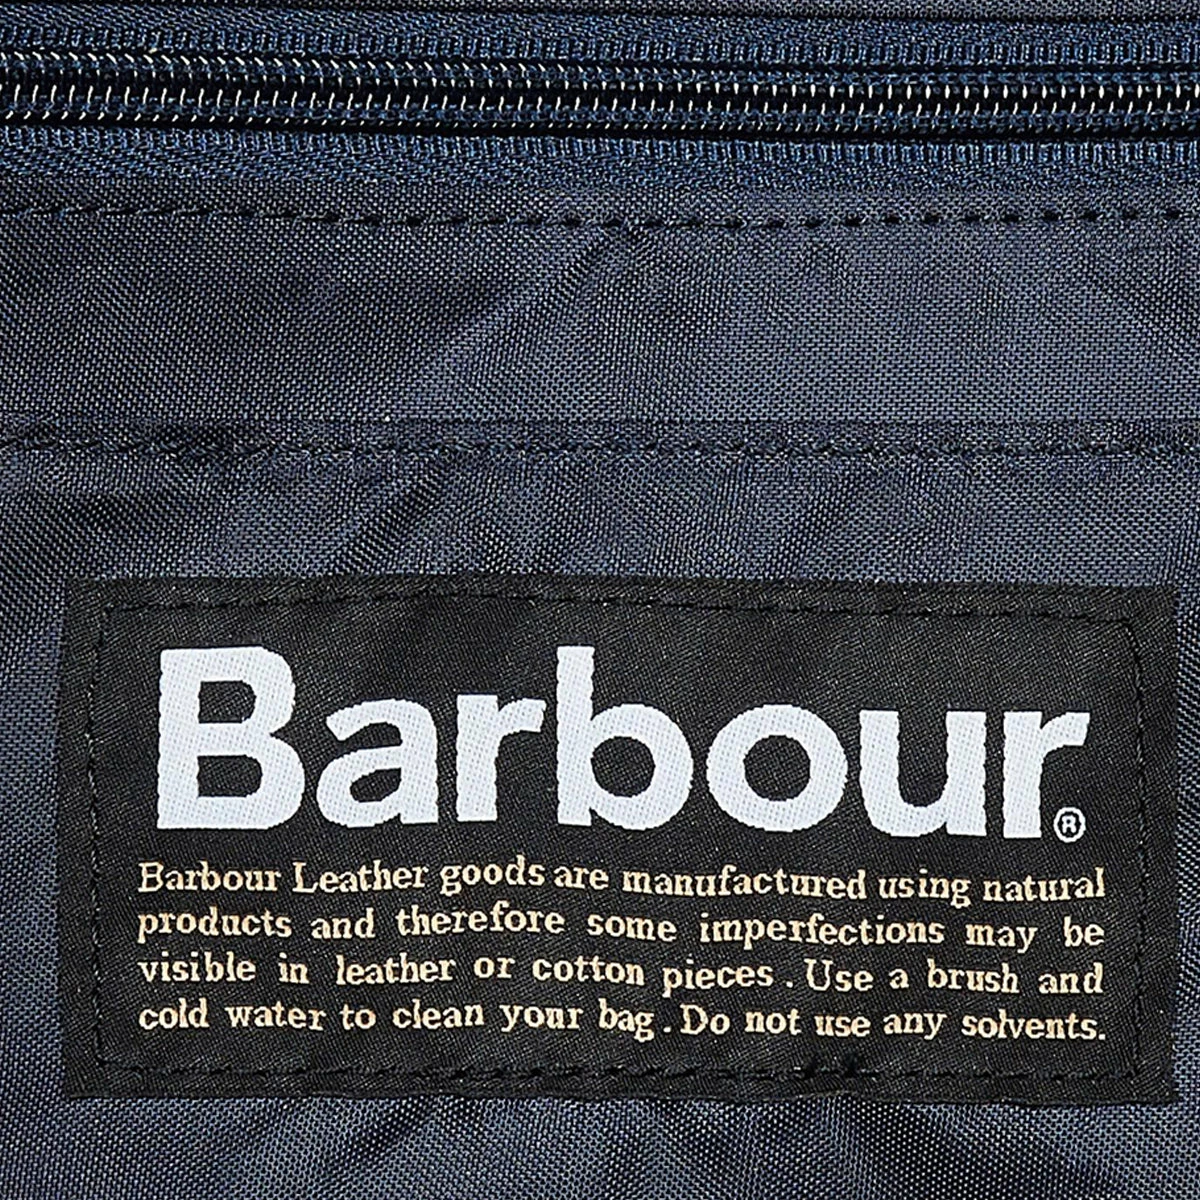 Barbour®
Barbour Leather goods are manufactured using natural
products and therefore some imperfections may be
visible in leather or cotton pieces . Use a brush and
cold water to clean your bag . Do not use any solvents.